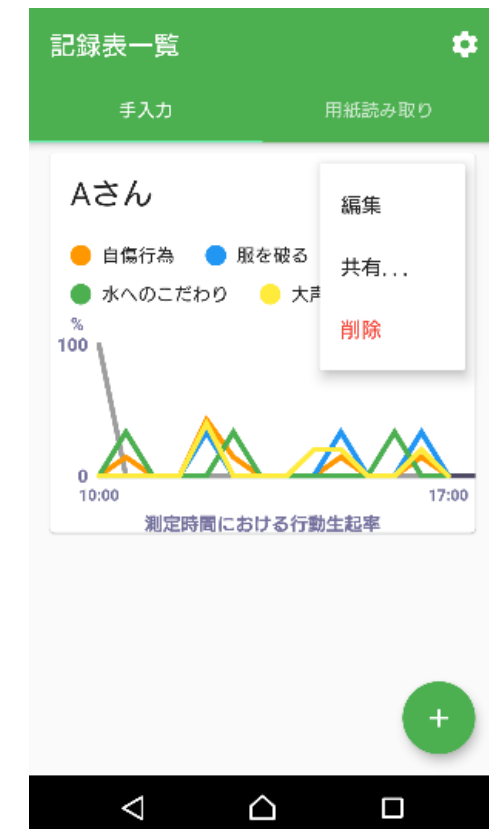 記録表一覧
手入力 用紙読み取り
Aさん
編集
自傷行為 服を破る
共有...
水へのこだわり 大声
削除
%
100
0
10:00 17:00
測定時間における行動生起率
+